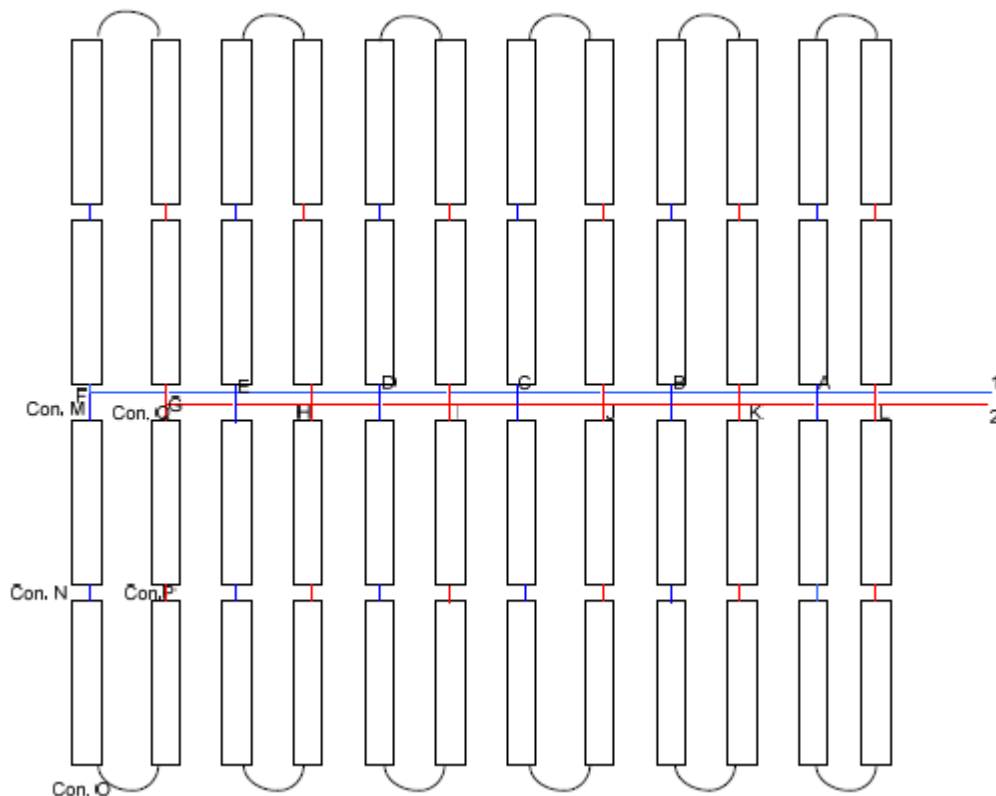 F E D C B A 1
Con. M Con. Q G H I J K L 2
Con. N Con. P
Con. O